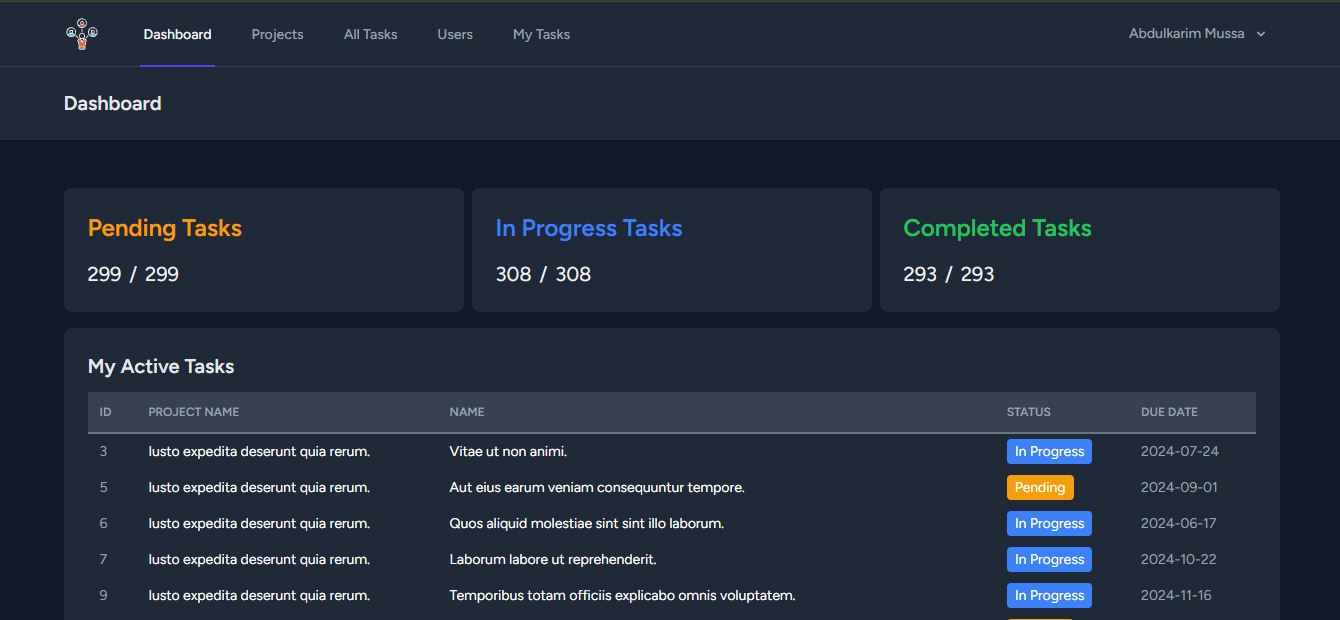 Dashboard Projects All Tasks Users My Tasks Abdulkarim Mussa
Dashboard
Pending Tasks
299 / 299
In Progress Tasks
308 / 308
Completed Tasks
293 / 293
My Active Tasks
ID PROJECT NAME NAME STATUS DUE DATE
3 Iusto expedita deserunt quia rerum. Vitae ut non animi. In Progress 2024-07-24
5 Iusto expedita deserunt quia rerum. Aut eius earum veniam consequuntur tempore. Pending 2024-09-01
6 Iusto expedita deserunt quia rerum. Quos aliquid molestiae sint sint illo laborum. In Progress 2024-06-17
7 Iusto expedita deserunt quia rerum. Laborum labore ut reprehenderit. In Progress 2024-10-22
9 Iusto expedita deserunt quia rerum. Temporibus totam officiis explicabo omnis voluptatem. In Progress 2024-11-16